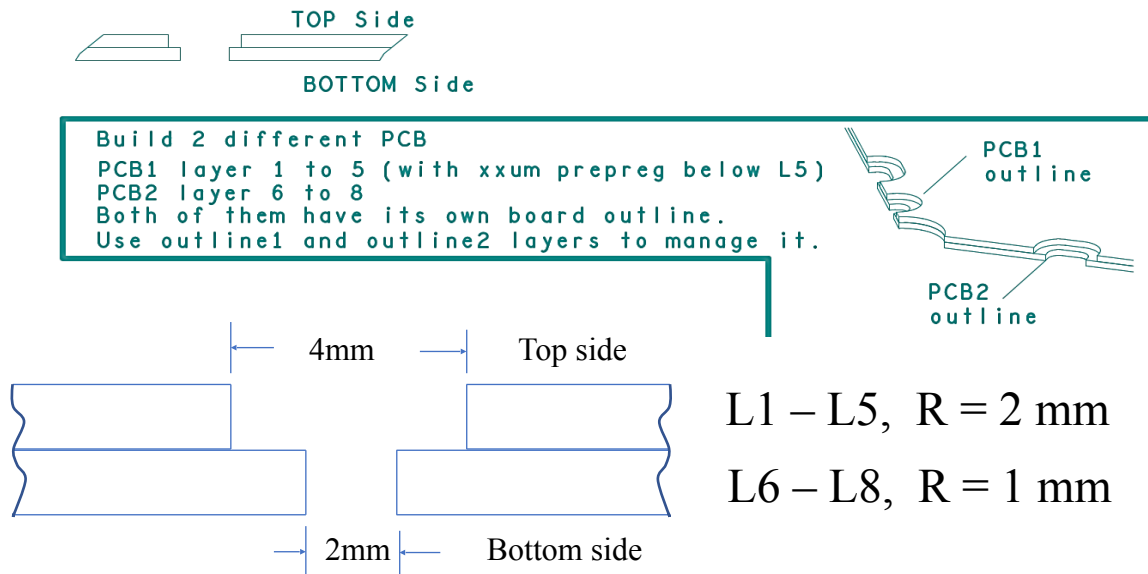 TOP Side
BOTTOM Side
Build 2 different PCB
PCB1 layer 1 to 5 (with xxum prepreg below L5)
PCB2 layer 6 to 8
Both of them have its own board outline.
Use outline1 and outline2 layers to manage it.
PCB1
outline
PCB2
outline
4mm
Top side
L1 – L5, R = 2 mm
L6 – L8, R = 1 mm
2mm
Bottom side